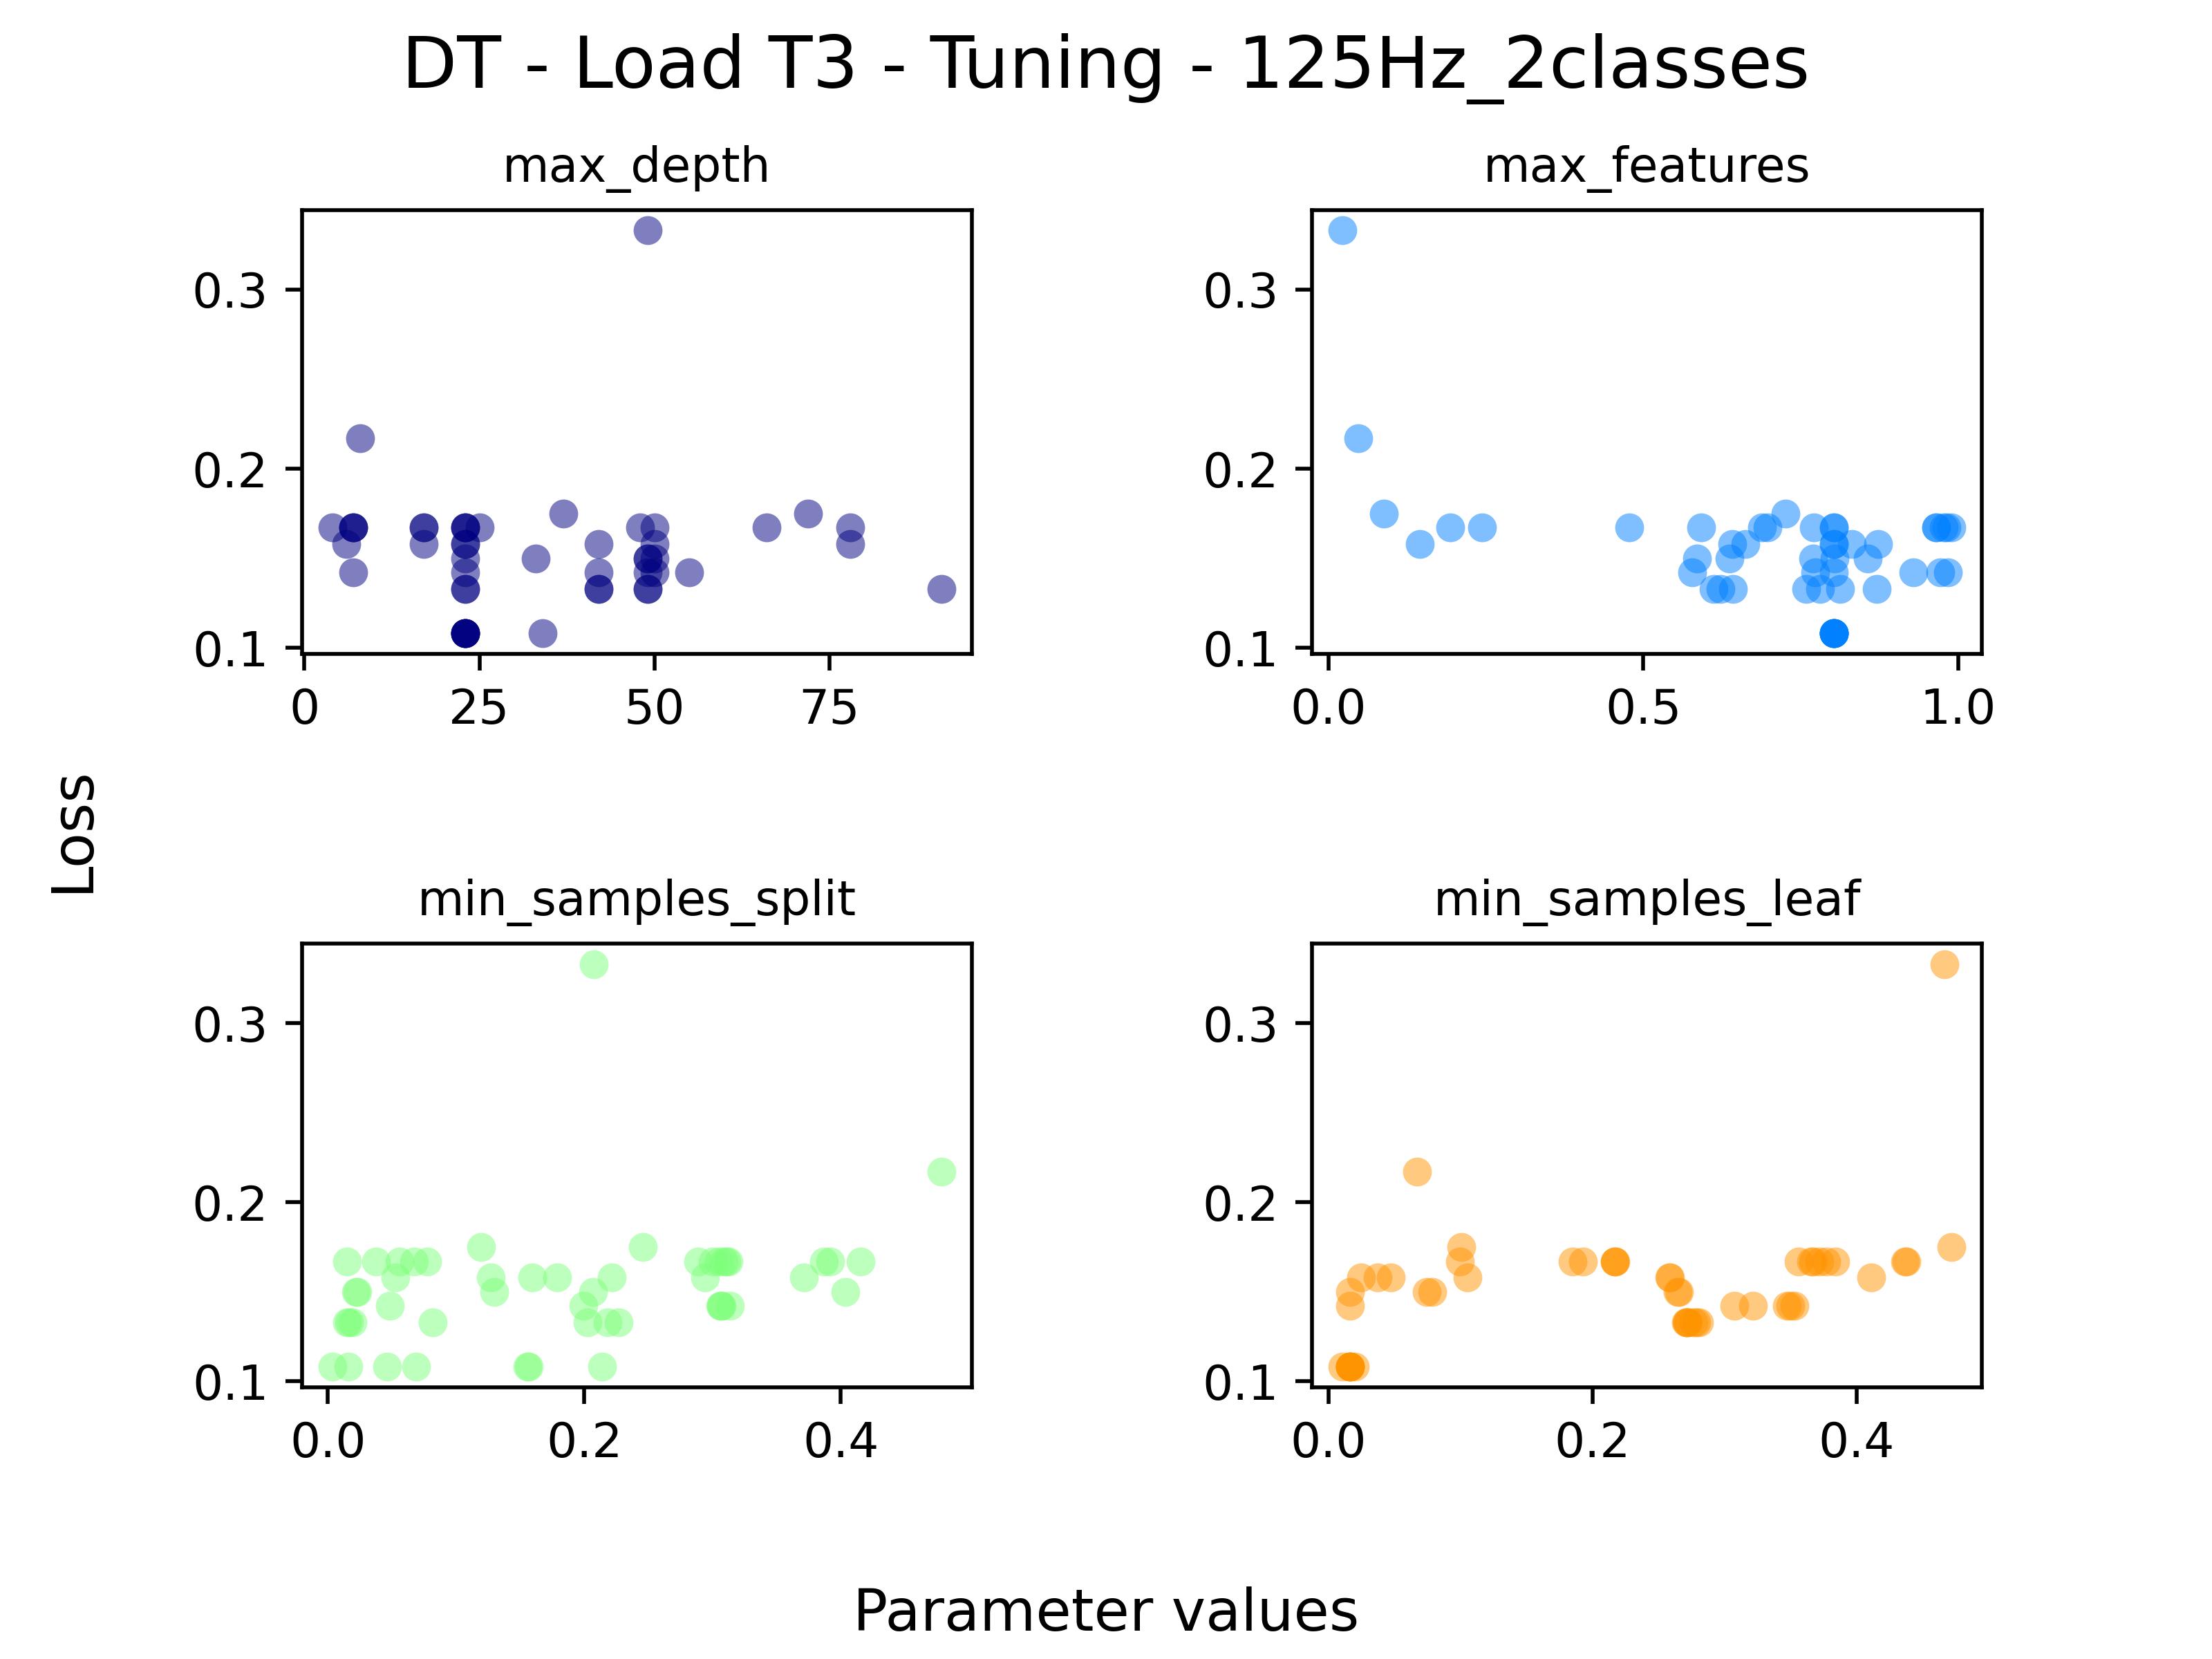 DT - Load T3 - Tuning - 125Hz_2classes
max_depth
0.3
0.2
0.1
0 25 50 75
max_features
0.3
0.2
0.1
0.0 0.5 1.0
Loss
min_samples_split
0.3
0.2
0.1
0.0 0.2 0.4
min_samples_leaf
0.3
0.2
0.1
0.0 0.2 0.4
Parameter values